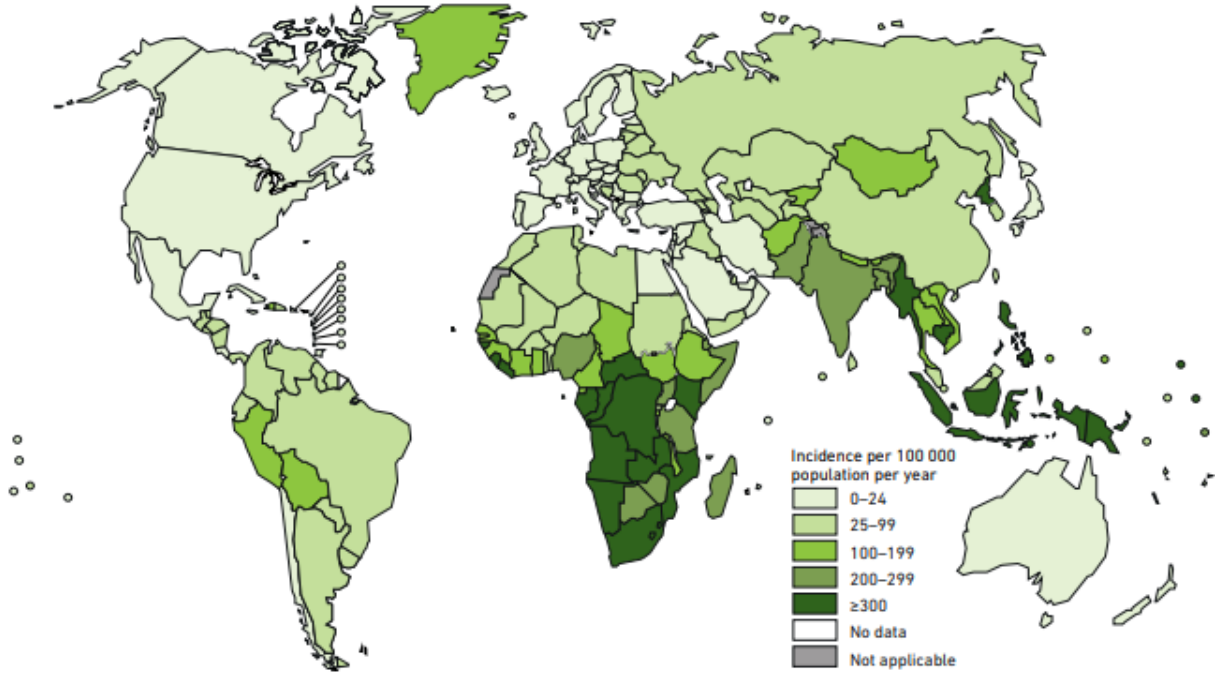 Incidence per 100 000
population per year
0–24
25–99
100–199
200–299
≥300
No data
Not applicable